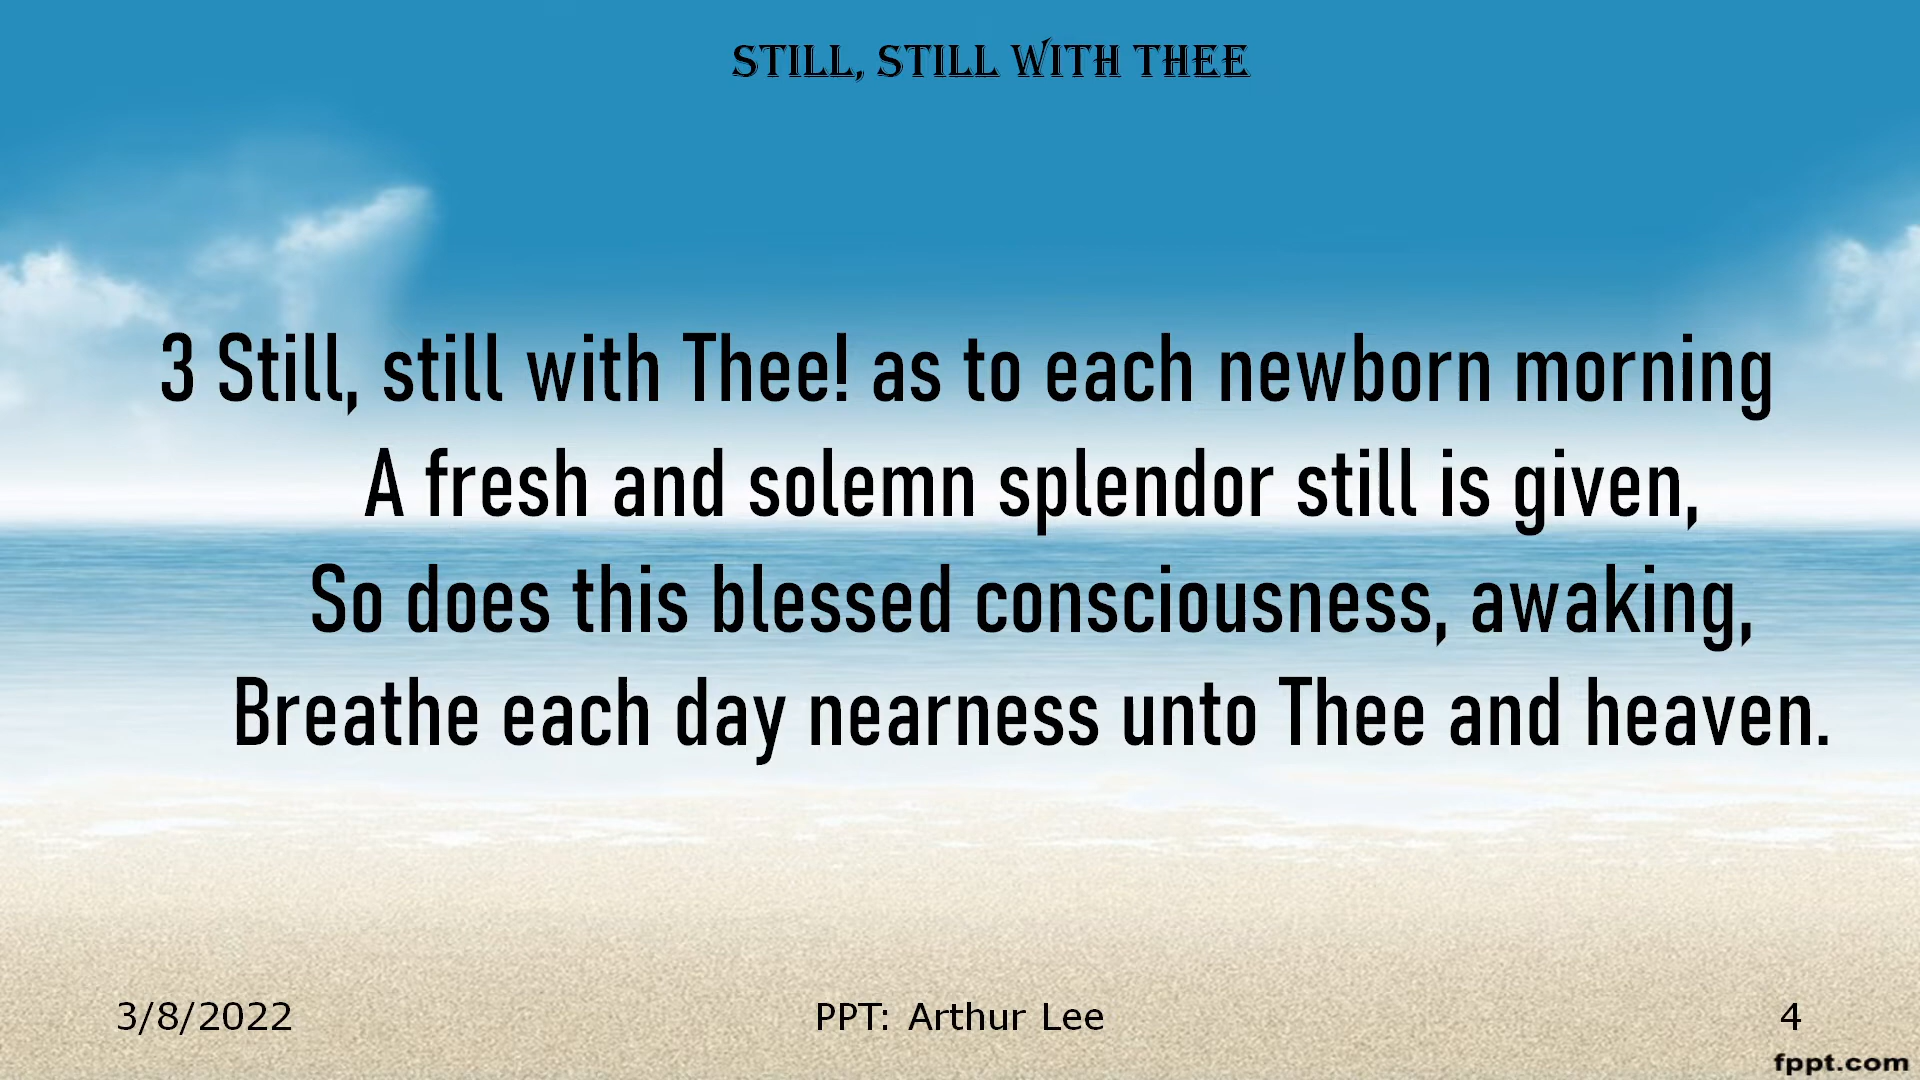 STILL, STILL WITH THEE
3 Still, still with Thee! as to each newborn morning
A fresh and solemn splendor still is given,
So does this blessed consciousness, awaking,
Breathe each day nearness unto Thee and heaven.
3/8/2022 PPT: Arthur Lee 4
fppt.com